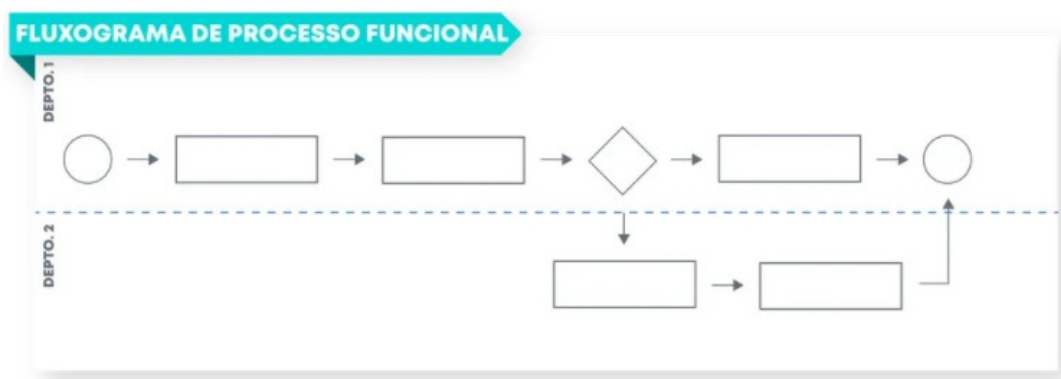 FLUXOGRAMA DE PROCESSO FUNCIONAL
DEPTO. 1
DEPTO. 2